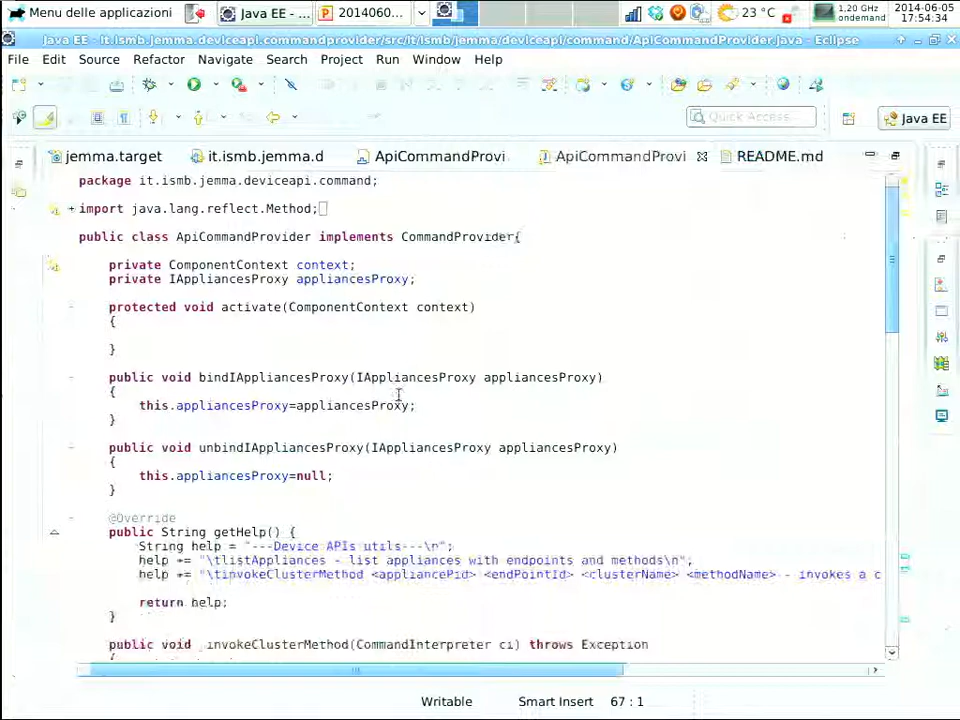 Menu delle applicazioni
Java EE - ...
2014060...
23 °C
1,20 GHz
ondemand
2014-06-05
17:54:34
Java EE - it.ismb.jemma.deviceapi.commandprovider/src/it/ismb/jemma/deviceapi/command/ApiCommandProvider.java - Eclipse
File Edit Source Refactor Navigate Search Project Run Window Help
Quick Access
Java EE
jemma.target
it.ismb.jemma.d
ApiCommandProvi
ApiCommandProvi
README.md
package it.ismb.jemma.deviceapi.command;
import java.lang.reflect.Method;
public class ApiCommandProvider implements CommandProvider{
private ComponentContext context;
private IAppliancesProxy appliancesProxy;
protected void activate(ComponentContext context)
{
}
public void bindIAppliancesProxy(IAppliancesProxy appliancesProxy)
{
this.appliancesProxy=appliancesProxy;
}
public void unbindIAppliancesProxy(IAppliancesProxy appliancesProxy)
{
this.appliancesProxy=null;
}
@Override
public String getHelp() {
String help = "---Device APIs utils---\n";
help += "\tlistAppliances - list appliances with endpoints and methods\n";
help += "\tinvokeClusterMethod <appliancePid> <endPointId> <clusterName> <methodName> - invokes a c
return help;
}
public void invokeClusterMethod(CommandInterpreter ci) throws Exception
{
Writable
Smart Insert
67 : 1